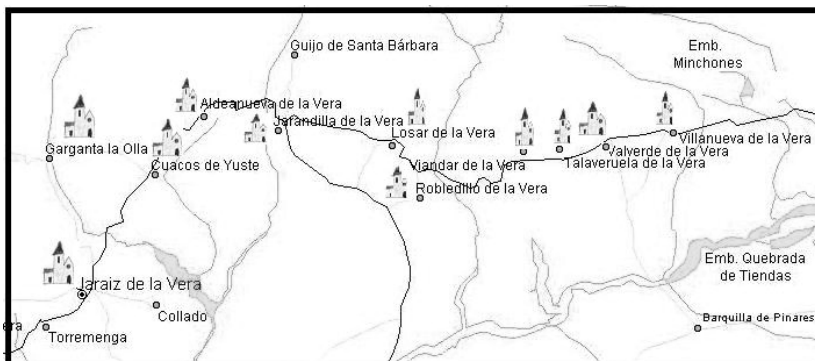 Guijo de Santa Bárbara
Emb.
Minchones
Aldeanueva de la Vera
Jarandilla de la Vera
Losar de la Vera
Villanueva de la Vera
Garganta la Olla
Valverde de la Vera
Cuacos de Yuste
Viandar de la Vera
Talaveruela de la Vera
Robledillo de la Vera
Emb. Quebrada
de Tiendas
Jaraiz de la Vera
Collado
Barquilla de Pinares
era
Torremenga